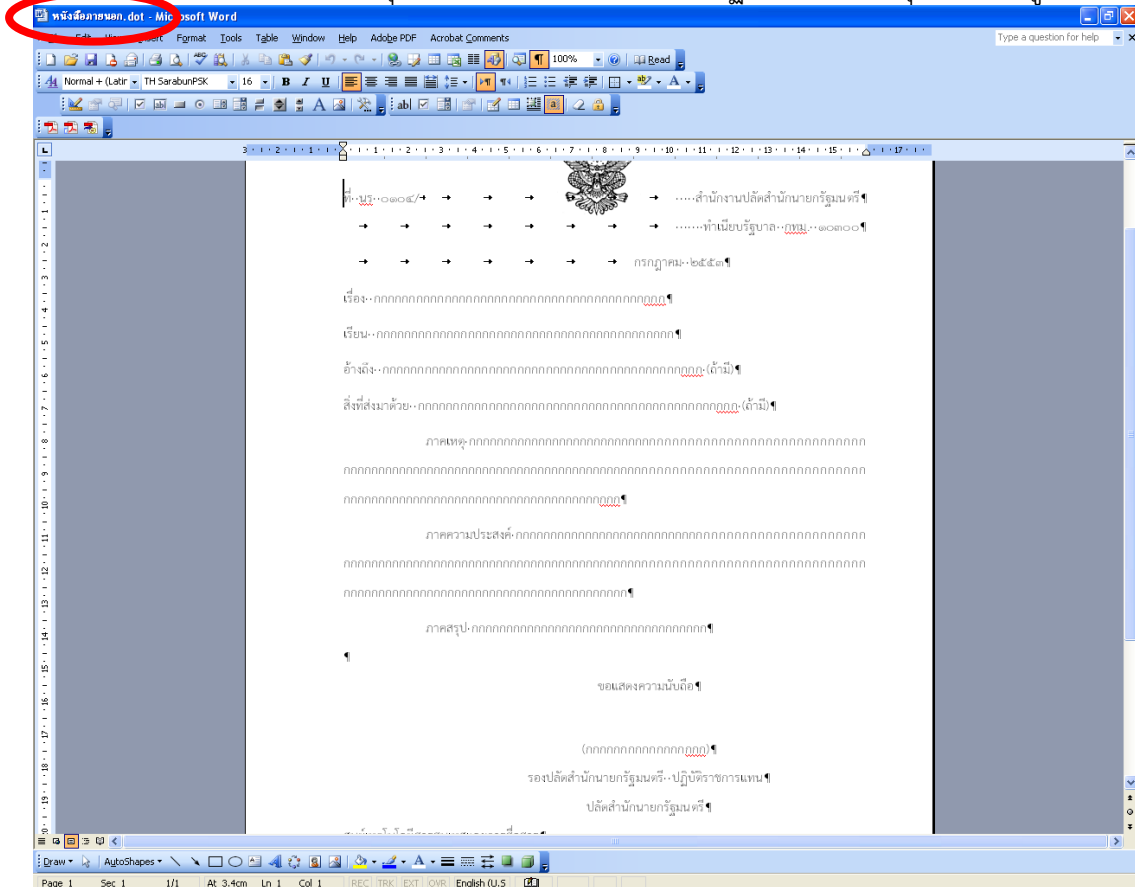 หนังสือภายนอก.dot - Microsoft Word
Edit View Insert Format Tools Table Window Help Adobe PDF Acrobat Comments
Type a question for help
100% Read
Normal + (Latir TH SarabunPSK 16 B I U
ที่ นร ๐๑๐๔/ สำนักงานปลัดสำนักนายกรัฐมนตรี
ทำเนียบรัฐบาล กทม. ๑๐๓๐๐
กรกฎาคม ๒๕๕๓
เรื่อง กกกกกกกกกกกกกกกกกกกกกกกกกกกกกกกกกกกกกกกกก
เรียน กกกกกกกกกกกกกกกกกกกกกกกกกกกกกกกกกกกกกกกกกก
อ้างถึง กกกกกกกกกกกกกกกกกกกกกกกกกกกกกกกกกกกกกกกกกกกกก (ถ้ามี)
สิ่งที่ส่งมาด้วย กกกกกกกกกกกกกกกกกกกกกกกกกกกกกกกกกกกกกกกกกกกกก (ถ้ามี)
ภาคเหตุ กกกกกกกกกกกกกกกกกกกกกกกกกกกกกกกกกกกกกกกกกกกกกกกกกกกกกกกก
กกกกกกกกกกกกกกกกกกกกกกกกกกกกกกกกกกกกกกกกกกกกกกกกกกกกกกกกกกกกกกกกกกกกกกกกก
กกกกกกกกกกกกกกกกกกกกกกกกกกกกกกกกกกกกกกก
ภาคความประสงค์ กกกกกกกกกกกกกกกกกกกกกกกกกกกกกกกกกกกกกกกกกกกกกกกกก
กกกกกกกกกกกกกกกกกกกกกกกกกกกกกกกกกกกกกกกกกกกกกกกกกกกกกกกกกกกกกกกกกกกกกกกกก
กกกกกกกกกกกกกกกกกกกกกกกกกกกกกกกกกกกกกกกก
ภาคสรุป กกกกกกกกกกกกกกกกกกกกกกกกกกกกกกกกก
ขอแสดงความนับถือ
(กกกกกกกกกกกกกกกกก)
รองปลัดสำนักนายกรัฐมนตรี ปฏิบัติราชการแทน
ปลัดสำนักนายกรัฐมนตรี
Draw AutoShapes
Page 1 Sec 1 1/1 At 3.4cm Ln 1 Col 1 REC TRK EXT OVR English (U.S